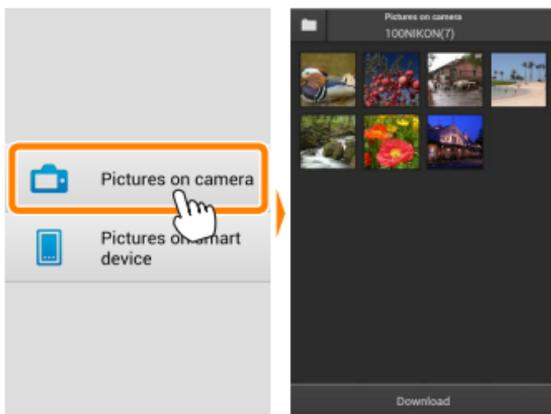 Pictures on camera
Pictures on smart
device
Pictures on camera
100NIKON(7)
Download